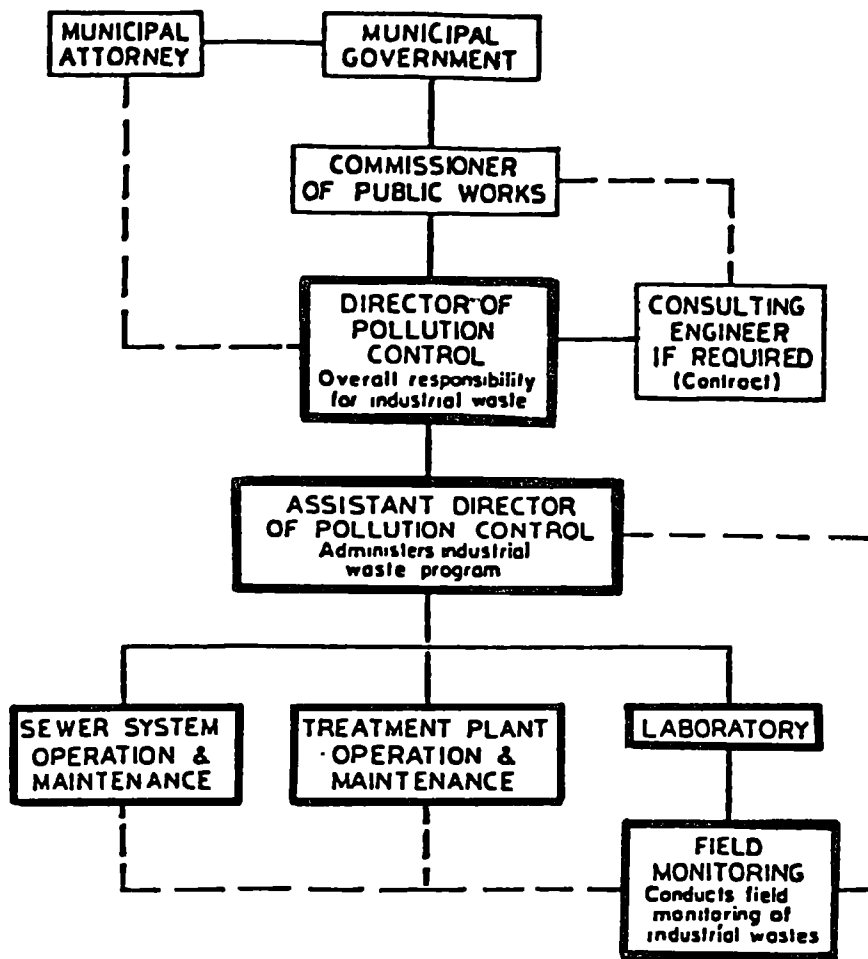 MUNICIPAL
ATTORNEY
MUNICIPAL
GOVERNMENT
COMMISSIONER
OF PUBLIC WORKS
DIRECTOR OF
POLLUTION
CONTROL
Overall responsibility
for industrial waste
CONSULTING
ENGINEER
IF REQUIRED
(Contract)
ASSISTANT DIRECTOR
OF POLLUTION CONTROL
Administers industrial
waste program
SEWER SYSTEM
OPERATION &
MAINTENANCE
TREATMENT PLANT
OPERATION &
MAINTENANCE
LABORATORY
FIELD
MONITORING
Conducts field
monitoring of
industrial wastes